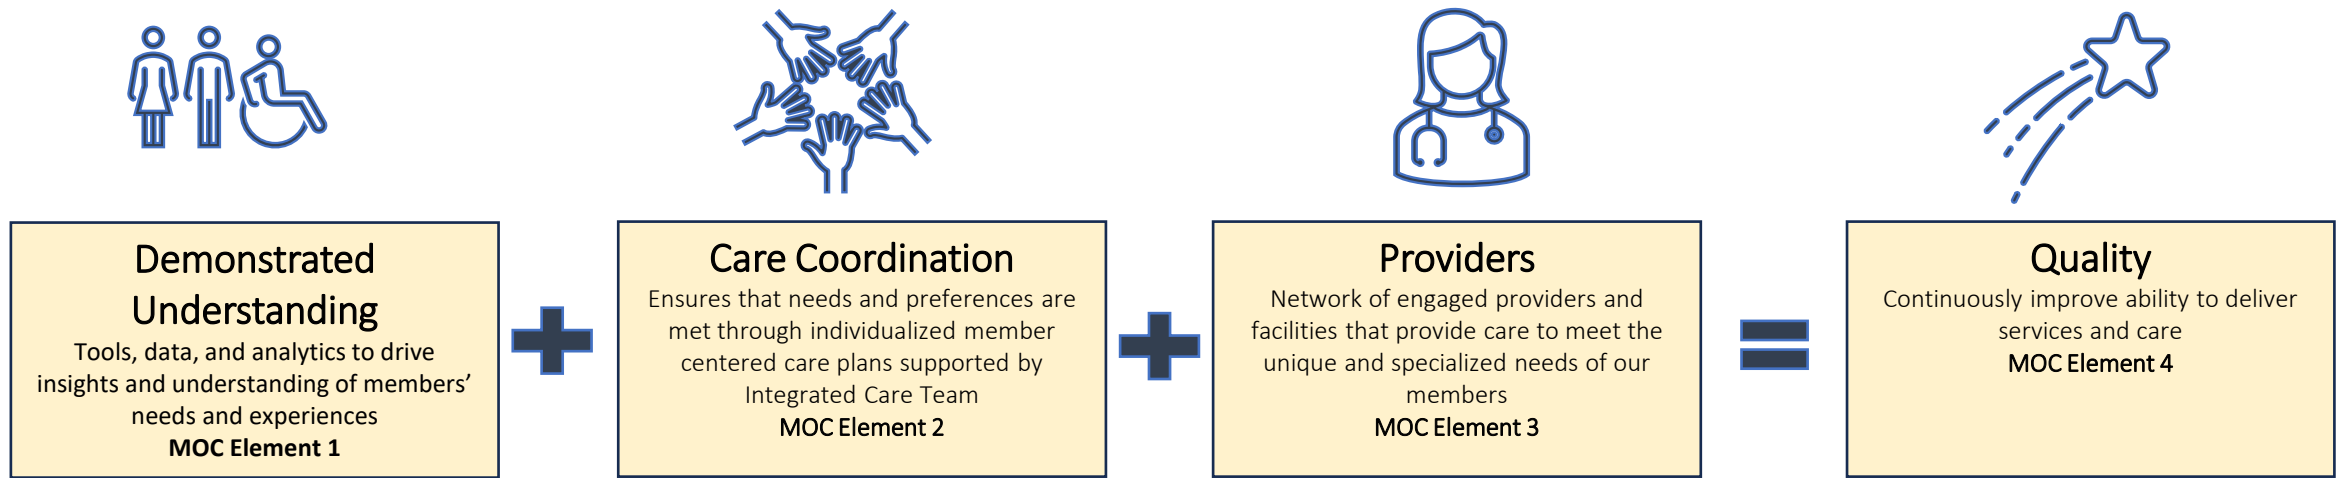 Demonstrated
Understanding
Tools, data, and analytics to drive
insights and understanding of members’
needs and experiences
MOC Element 1
Care Coordination
Ensures that needs and preferences are
met through individualized member
centered care plans supported by
Integrated Care Team
MOC Element 2
Providers
Network of engaged providers and
facilities that provide care to meet the
unique and specialized needs of our
members
MOC Element 3
Quality
Continuously improve ability to deliver
services and care
MOC Element 4